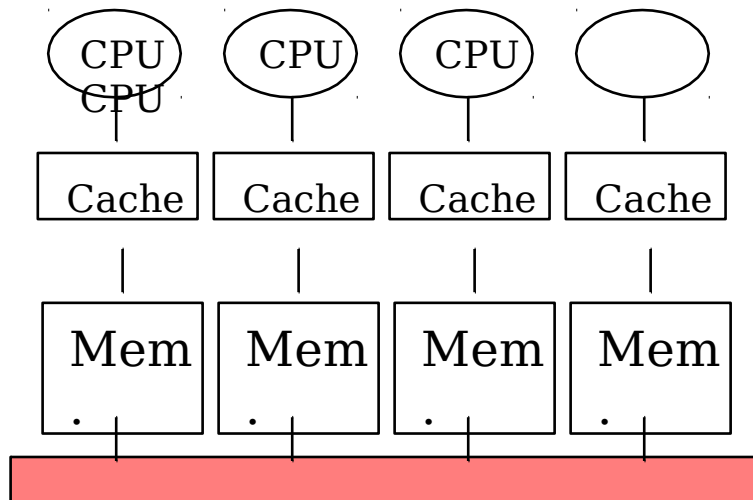 CPU CPU CPU
CPU
Cache Cache Cache Cache
Mem Mem Mem Mem
. . . .